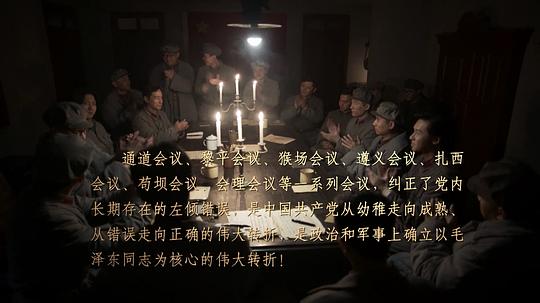 通道会议、黎平会议、猴场会议、遵义会议、扎西
会议、苟坝会议、会理会议等一系列会议，纠正了党内
长期存在的左倾错误，是中国共产党从幼稚走向成熟、
从错误走向正确的伟大转折，是政治和军事上确立以毛
泽东同志为核心的伟大转折！